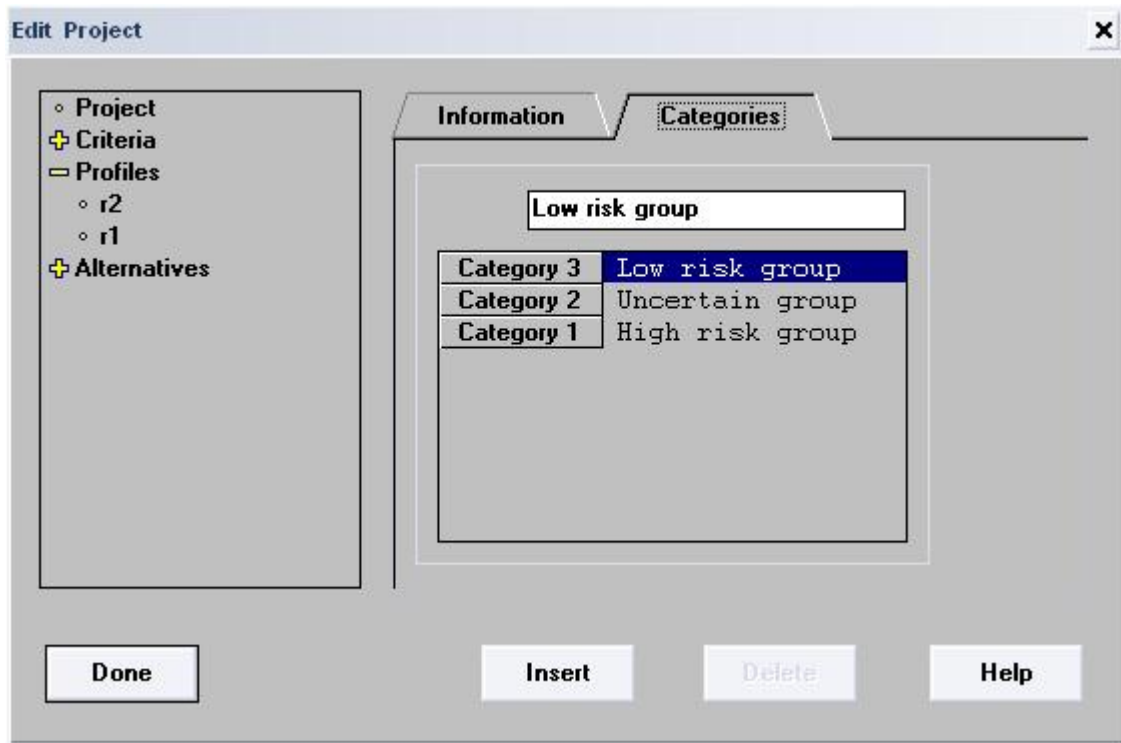 Edit Project
Project
Criteria
Profiles
r2
r1
Alternatives
Information
Categories
Low risk group
Category 3 Low risk group
Category 2 Uncertain group
Category 1 High risk group
Done
Insert
Delete
Help